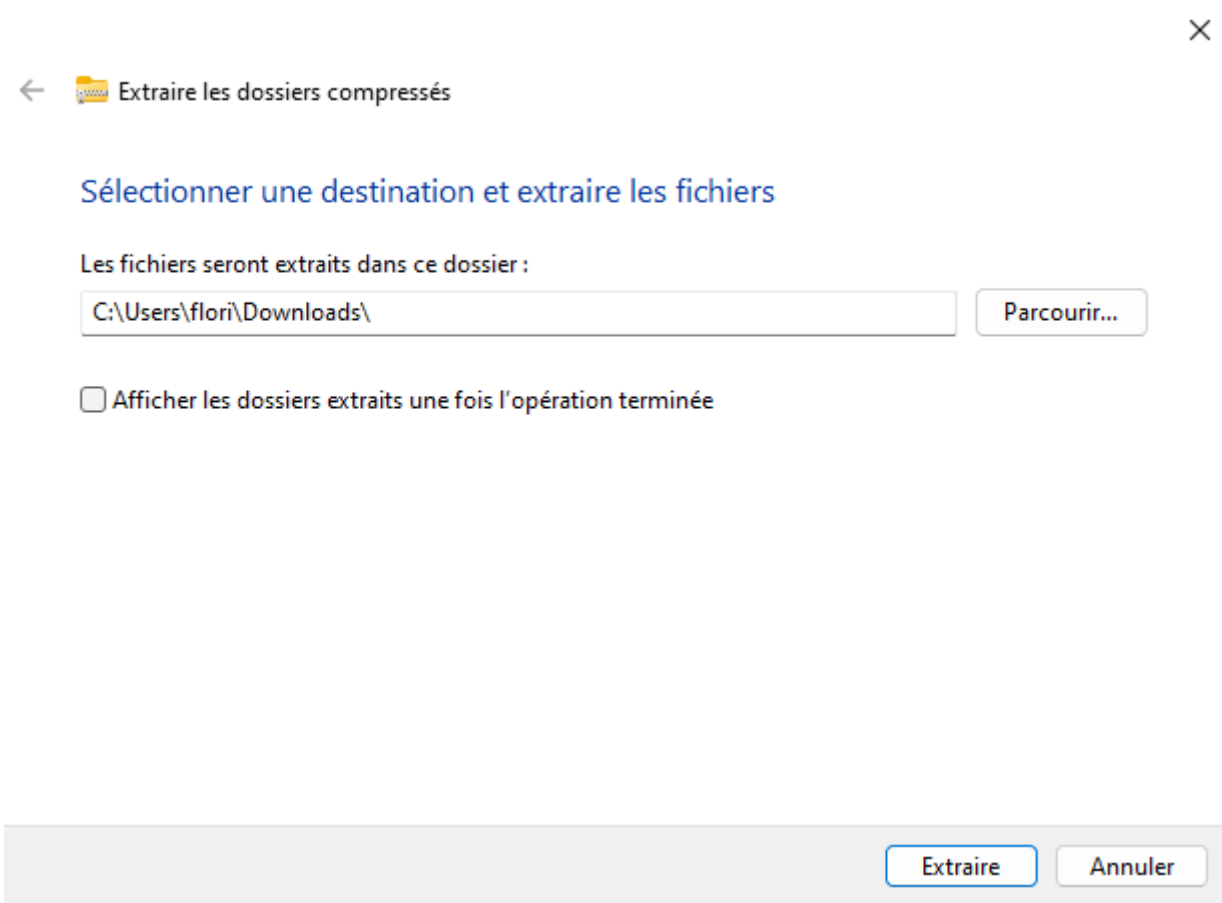 Extraire les dossiers compressés
Sélectionner une destination et extraire les fichiers
Les fichiers seront extraits dans ce dossier :
C:\Users\flori\Downloads\
Parcourir...
Afficher les dossiers extraits une fois l’opération terminée
Extraire
Annuler